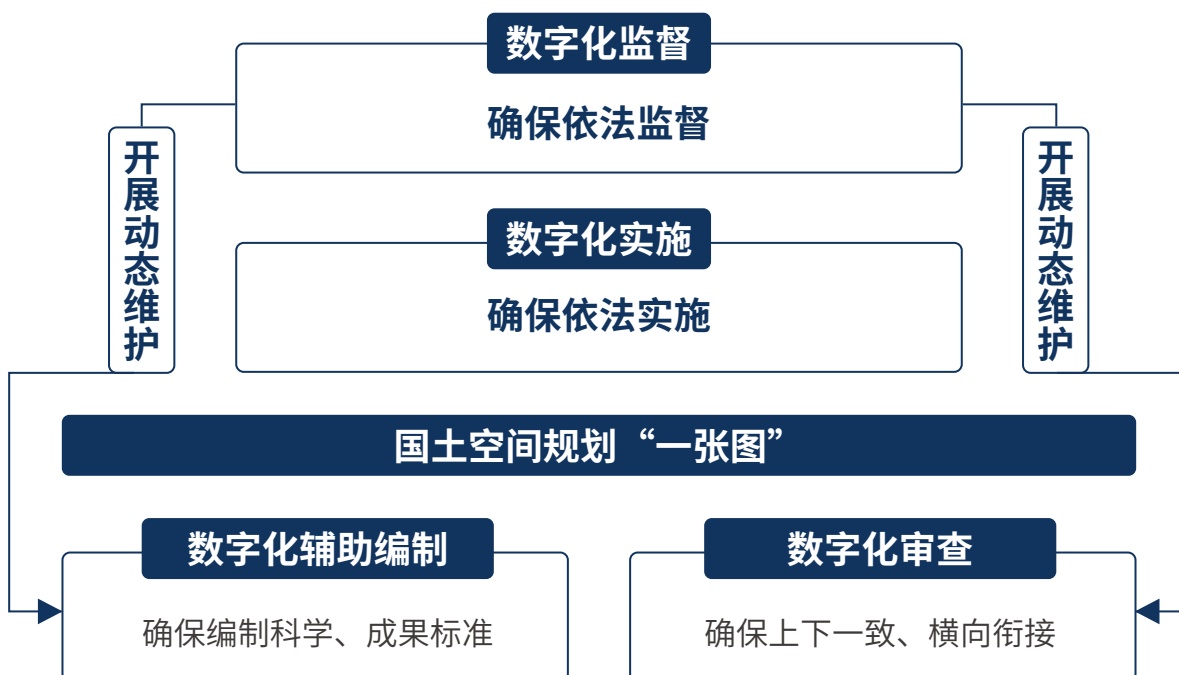 数字化监督
确保依法监督
开展动态维护
开展动态维护
数字化实施
确保依法实施
国土空间规划“一张图”
数字化辅助编制
数字化审查
确保编制科学、成果标准
确保上下一致、横向衔接